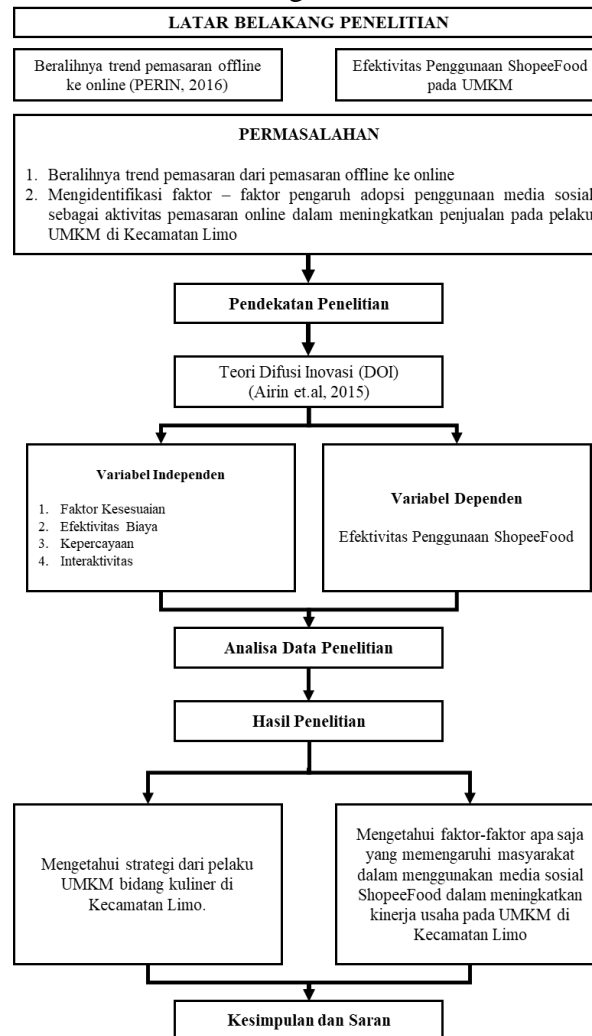 LATAR BELAKANG PENELITIAN
Beralihnya trend pemasaran offline
ke online (PERIN, 2016)
Efektivitas Penggunaan ShopeeFood
pada UMKM
PERMASALAHAN
1. Beralihnya trend pemasaran dari pemasaran offline ke online
2. Mengidentifikasi faktor – faktor pengaruh adopsi penggunaan media sosial
sebagai aktivitas pemasaran online dalam meningkatkan penjualan pada pelaku
UMKM di Kecamatan Limo
Pendekatan Penelitian
Teori Difusi Inovasi (DOI)
(Airin et.al, 2015)
Variabel Independen
1. Faktor Kesesuaian
2. Efektivitas Biaya
3. Kepercayaan
4. Interaktivitas
Variabel Dependen
Efektivitas Penggunaan ShopeeFood
Analisa Data Penelitian
Hasil Penelitian
Mengetahui strategi dari pelaku
UMKM bidang kuliner di
Kecamatan Limo.
Mengetahui faktor-faktor apa saja
yang memengaruhi masyarakat
dalam menggunakan media sosial
ShopeeFood dalam meningkatkan
kinerja usaha pada UMKM di
Kecamatan Limo
Kesimpulan dan Saran